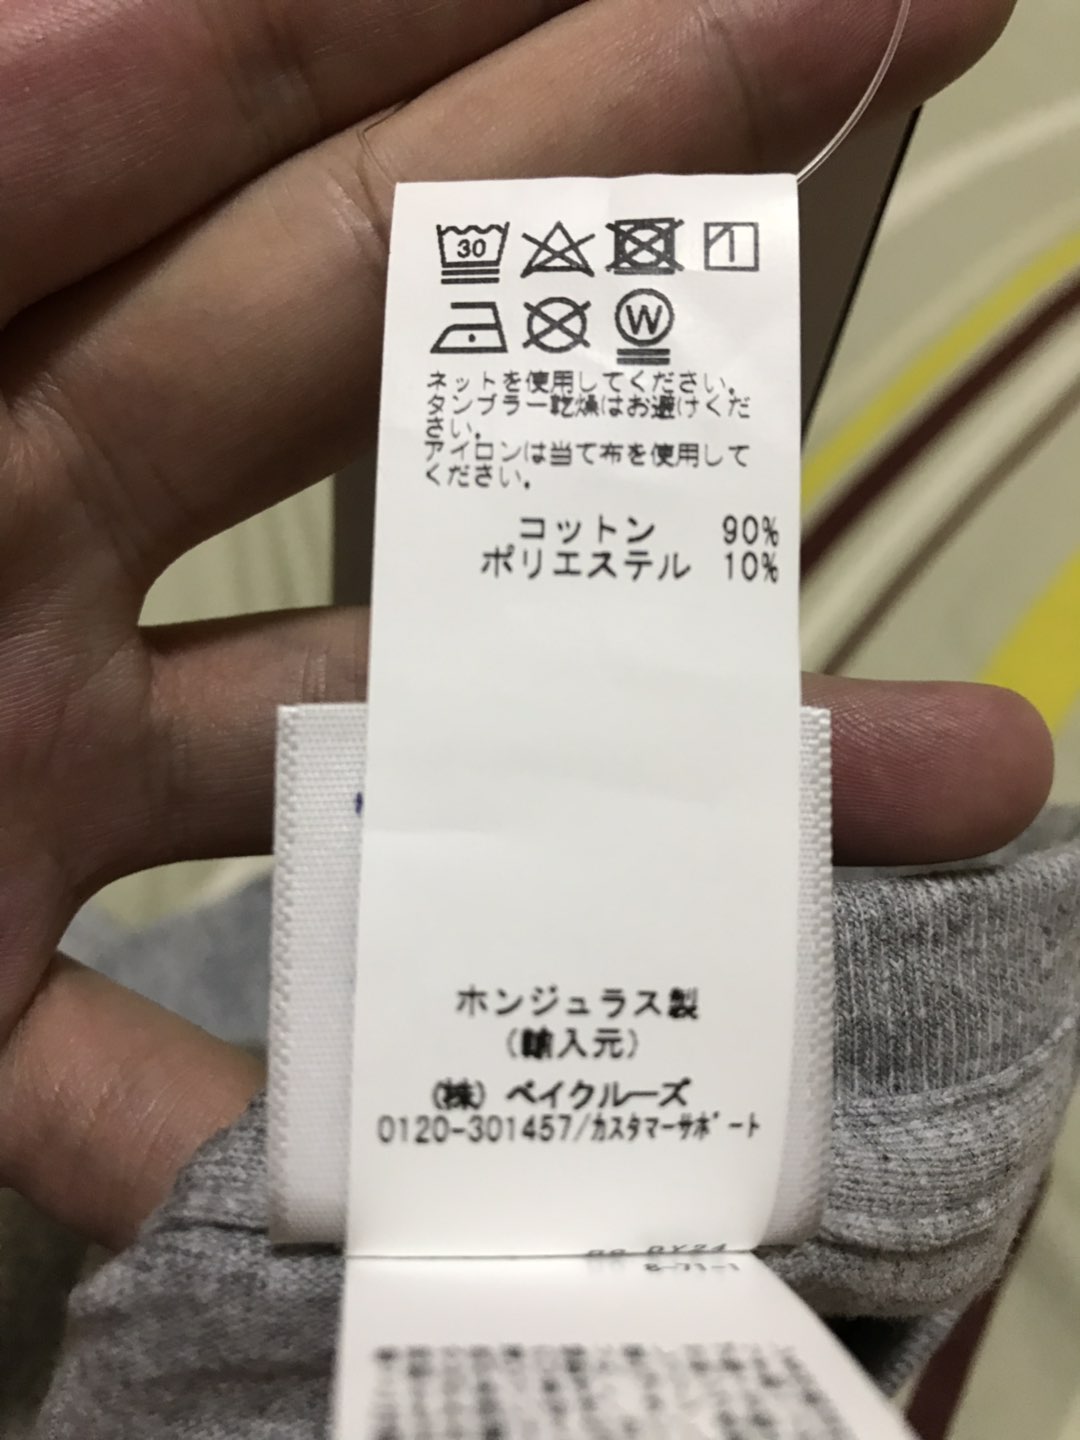 30
W
ネットを使用してください。
タンブラー乾燥はお避けくだ
さい。
アイロンは当て布を使用して
ください。
コットン 90%
ポリエステル 10%
ホンジュラス製
(輸入元)
(株) ベイクルーズ
0120-301457/カスタマーサポート